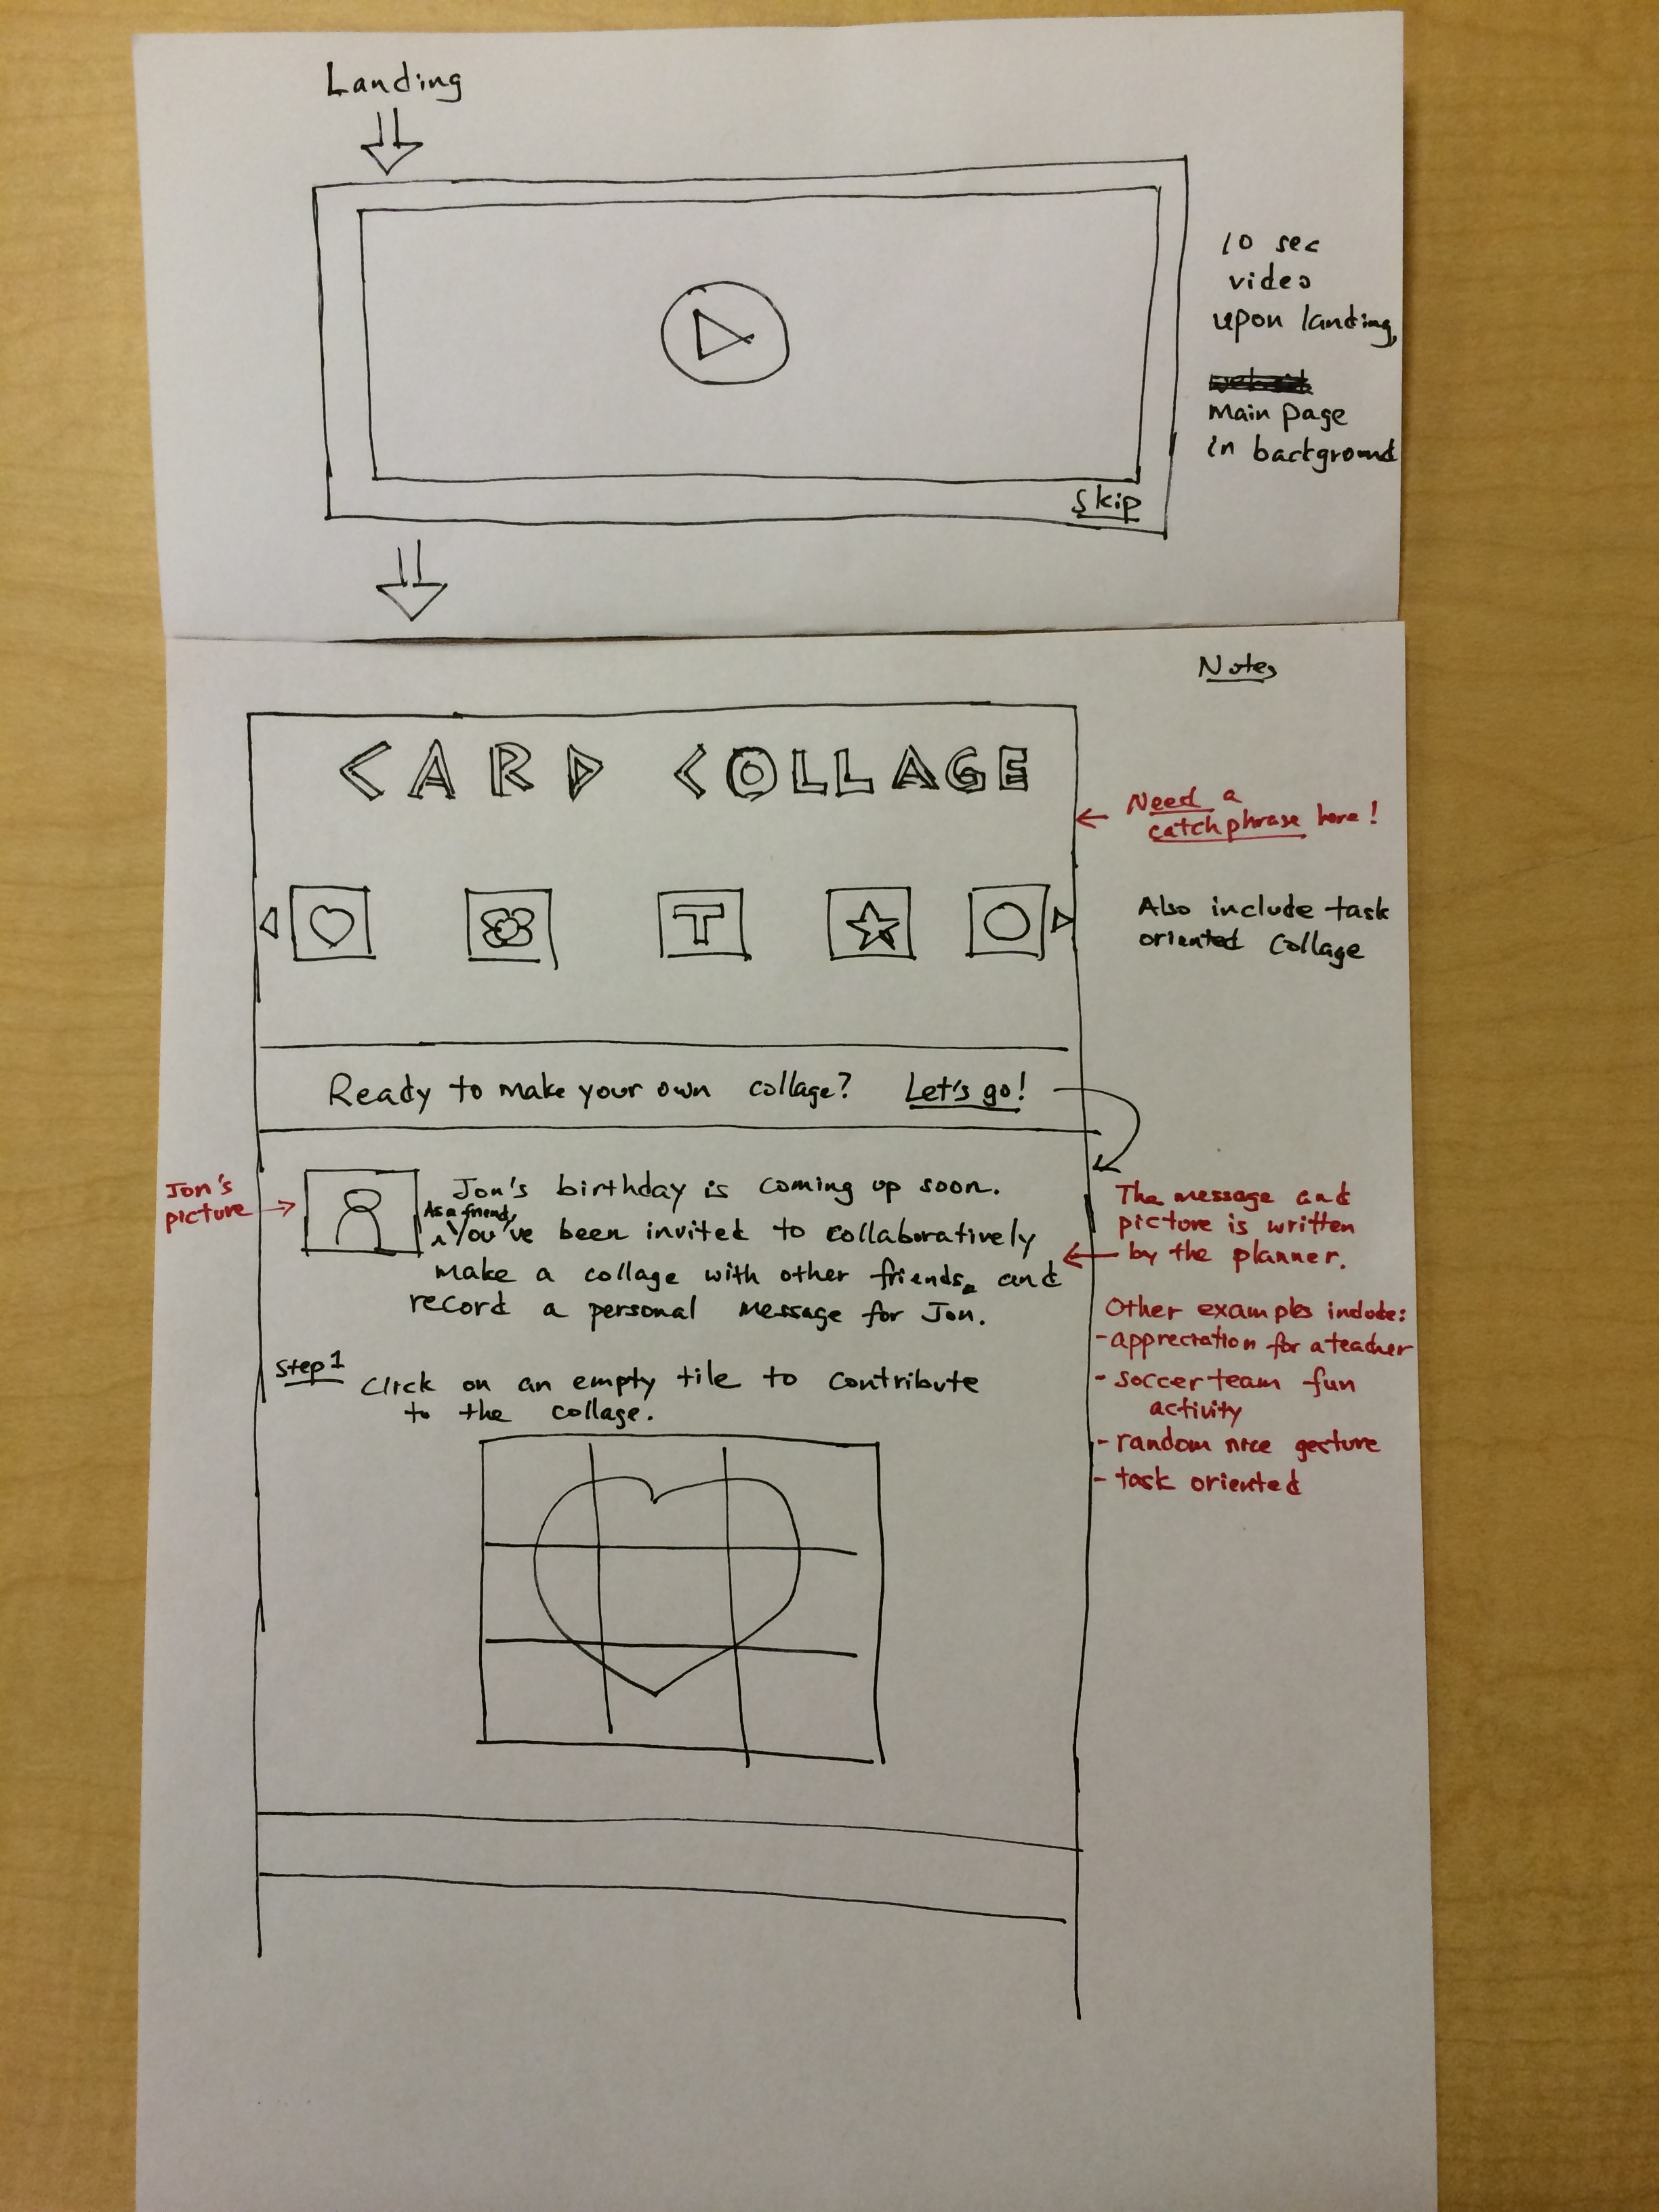 Landing
10 sec
video
upon landing,
main page
in background
Skip
Notes
CARD COLLAGE
Need a
catch phrase here!
T
Also include task
oriented collage
Ready to make your own collage? Let's go!
Jon's
picture
Jon's birthday is coming up soon.
As a friend,
You've been invited to collaboratively
make a collage with other friends, and
record a personal message for Jon.
The message and
picture is written
by the planner.
Other examples include:
- appreciation for a teacher
- soccer team fun
activity
- random nice gesture
- task oriented
Step 1
Click on an empty tile to contribute
to the collage.